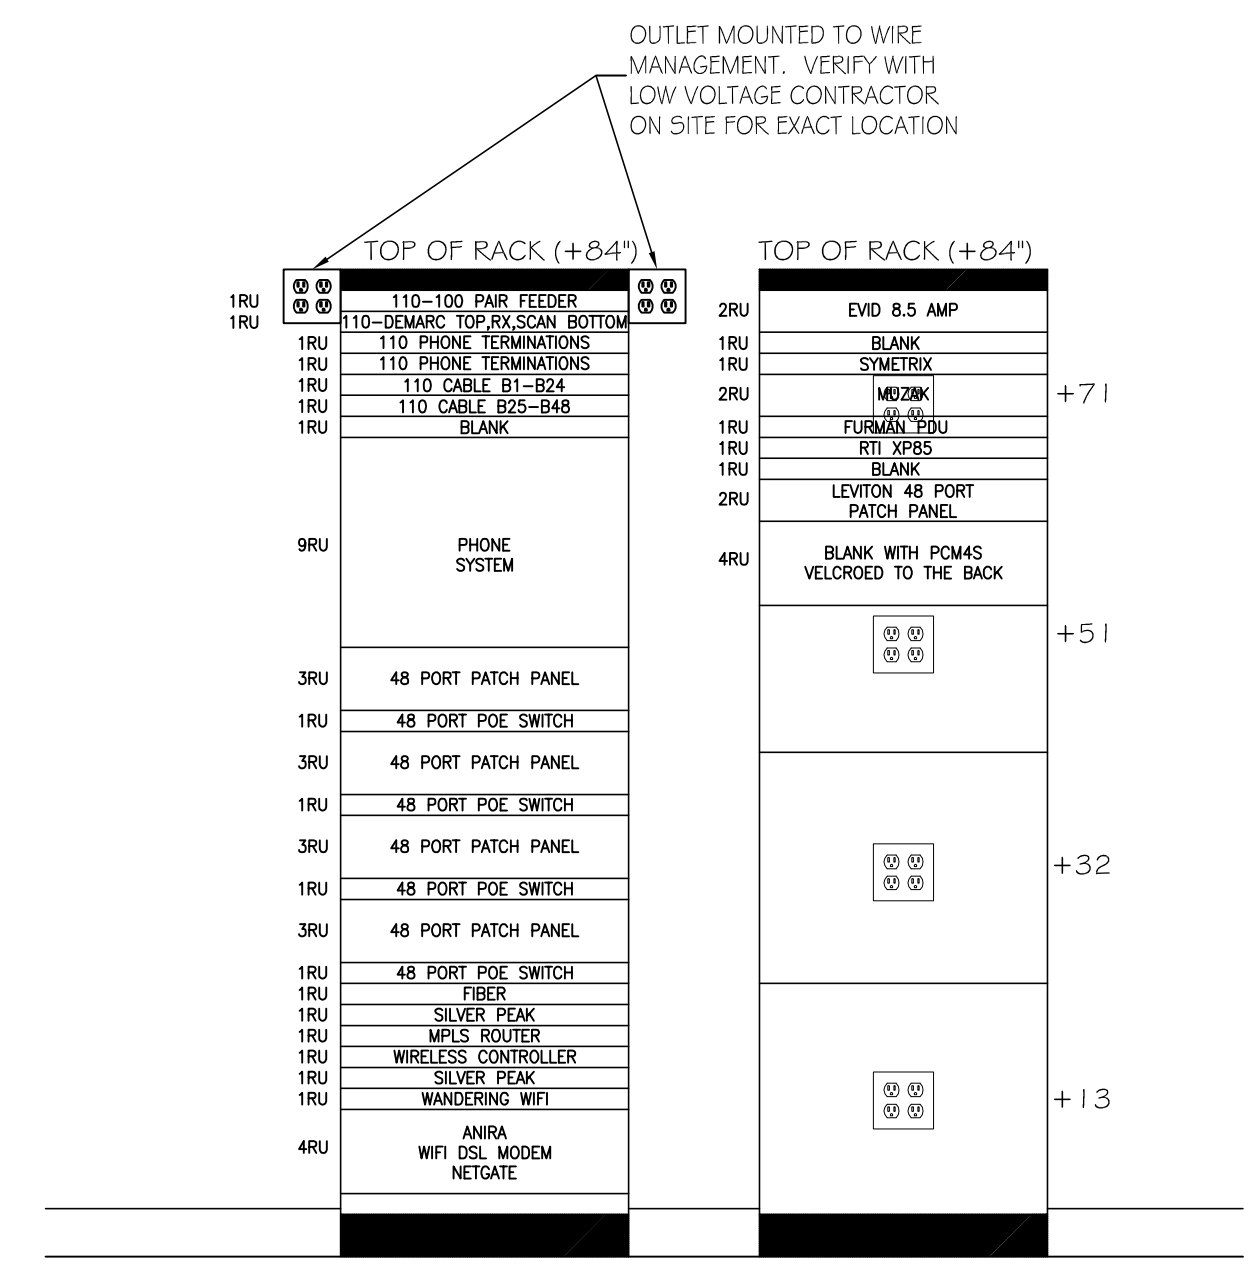 OUTLET MOUNTED TO WIRE
MANAGEMENT. VERIFY WITH
LOW VOLTAGE CONTRACTOR
ON SITE FOR EXACT LOCATION
TOP OF RACK (+84")
1RU 110-100 PAIR FEEDER
1RU 110-DEMARC TOP,RX,SCAN BOTTOM
1RU 110 PHONE TERMINATIONS
1RU 110 PHONE TERMINATIONS
1RU 110 CABLE B1-B24
1RU 110 CABLE B25-B48
1RU BLANK
9RU PHONE
SYSTEM
3RU 48 PORT PATCH PANEL
1RU 48 PORT POE SWITCH
3RU 48 PORT PATCH PANEL
1RU 48 PORT POE SWITCH
3RU 48 PORT PATCH PANEL
1RU 48 PORT POE SWITCH
3RU 48 PORT PATCH PANEL
1RU 48 PORT POE SWITCH
1RU FIBER
1RU SILVER PEAK
1RU MPLS ROUTER
1RU WIRELESS CONTROLLER
1RU SILVER PEAK
1RU WANDERING WIFI
4RU ANIRA
WIFI DSL MODEM
NETGATE
TOP OF RACK (+84")
2RU EVID 8.5 AMP
1RU BLANK
1RU SYMETRIX
2RU MUZAK +71
1RU FURMAN PDU
1RU RTI XP85
1RU BLANK
2RU LEVITON 48 PORT
PATCH PANEL
4RU BLANK WITH PCM4S
VELCROED TO THE BACK
+51
+32
+13